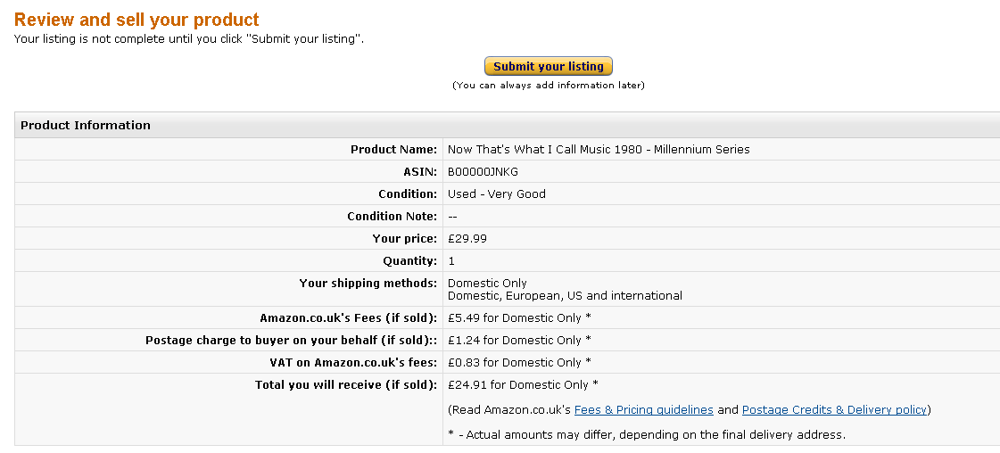 Review and sell your product
Your listing is not complete until you click "Submit your listing".
Submit your listing
(You can always add information later)
Product Information
Product Name: Now That's What I Call Music 1980 - Millennium Series
ASIN: B00000JNKG
Condition: Used - Very Good
Condition Note: --
Your price: £29.99
Quantity: 1
Your shipping methods: Domestic Only
Domestic, European, US and international
Amazon.co.uk's Fees (if sold): £5.49 for Domestic Only *
Postage charge to buyer on your behalf (if sold):: £1.24 for Domestic Only *
VAT on Amazon.co.uk's fees: £0.83 for Domestic Only *
Total you will receive (if sold): £24.91 for Domestic Only *
(Read Amazon.co.uk's Fees & Pricing guidelines and Postage Credits & Delivery policy)
* - Actual amounts may differ, depending on the final delivery address.